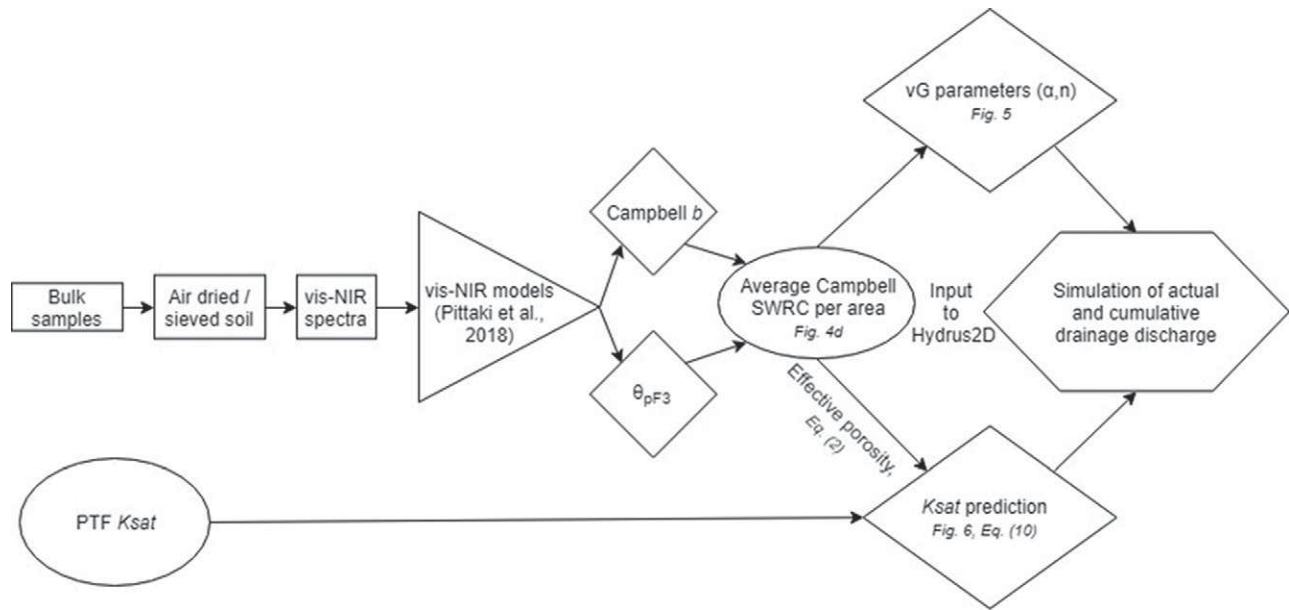 Bulk
samples
Air dried /
sieved soil
vis-NIR
spectra
vis-NIR models
(Pittaki et al.,
2018)
Campbell b
θpF3
Average Campbell
SWRC per area
Fig. 4d
vG parameters (α,n)
Fig. 5
Input
to
Hydrus2D
Simulation of actual
and cumulative
drainage discharge
Effective porosity,
Eq. (2)
PTF Ksat
Ksat prediction
Fig. 6, Eq. (10)